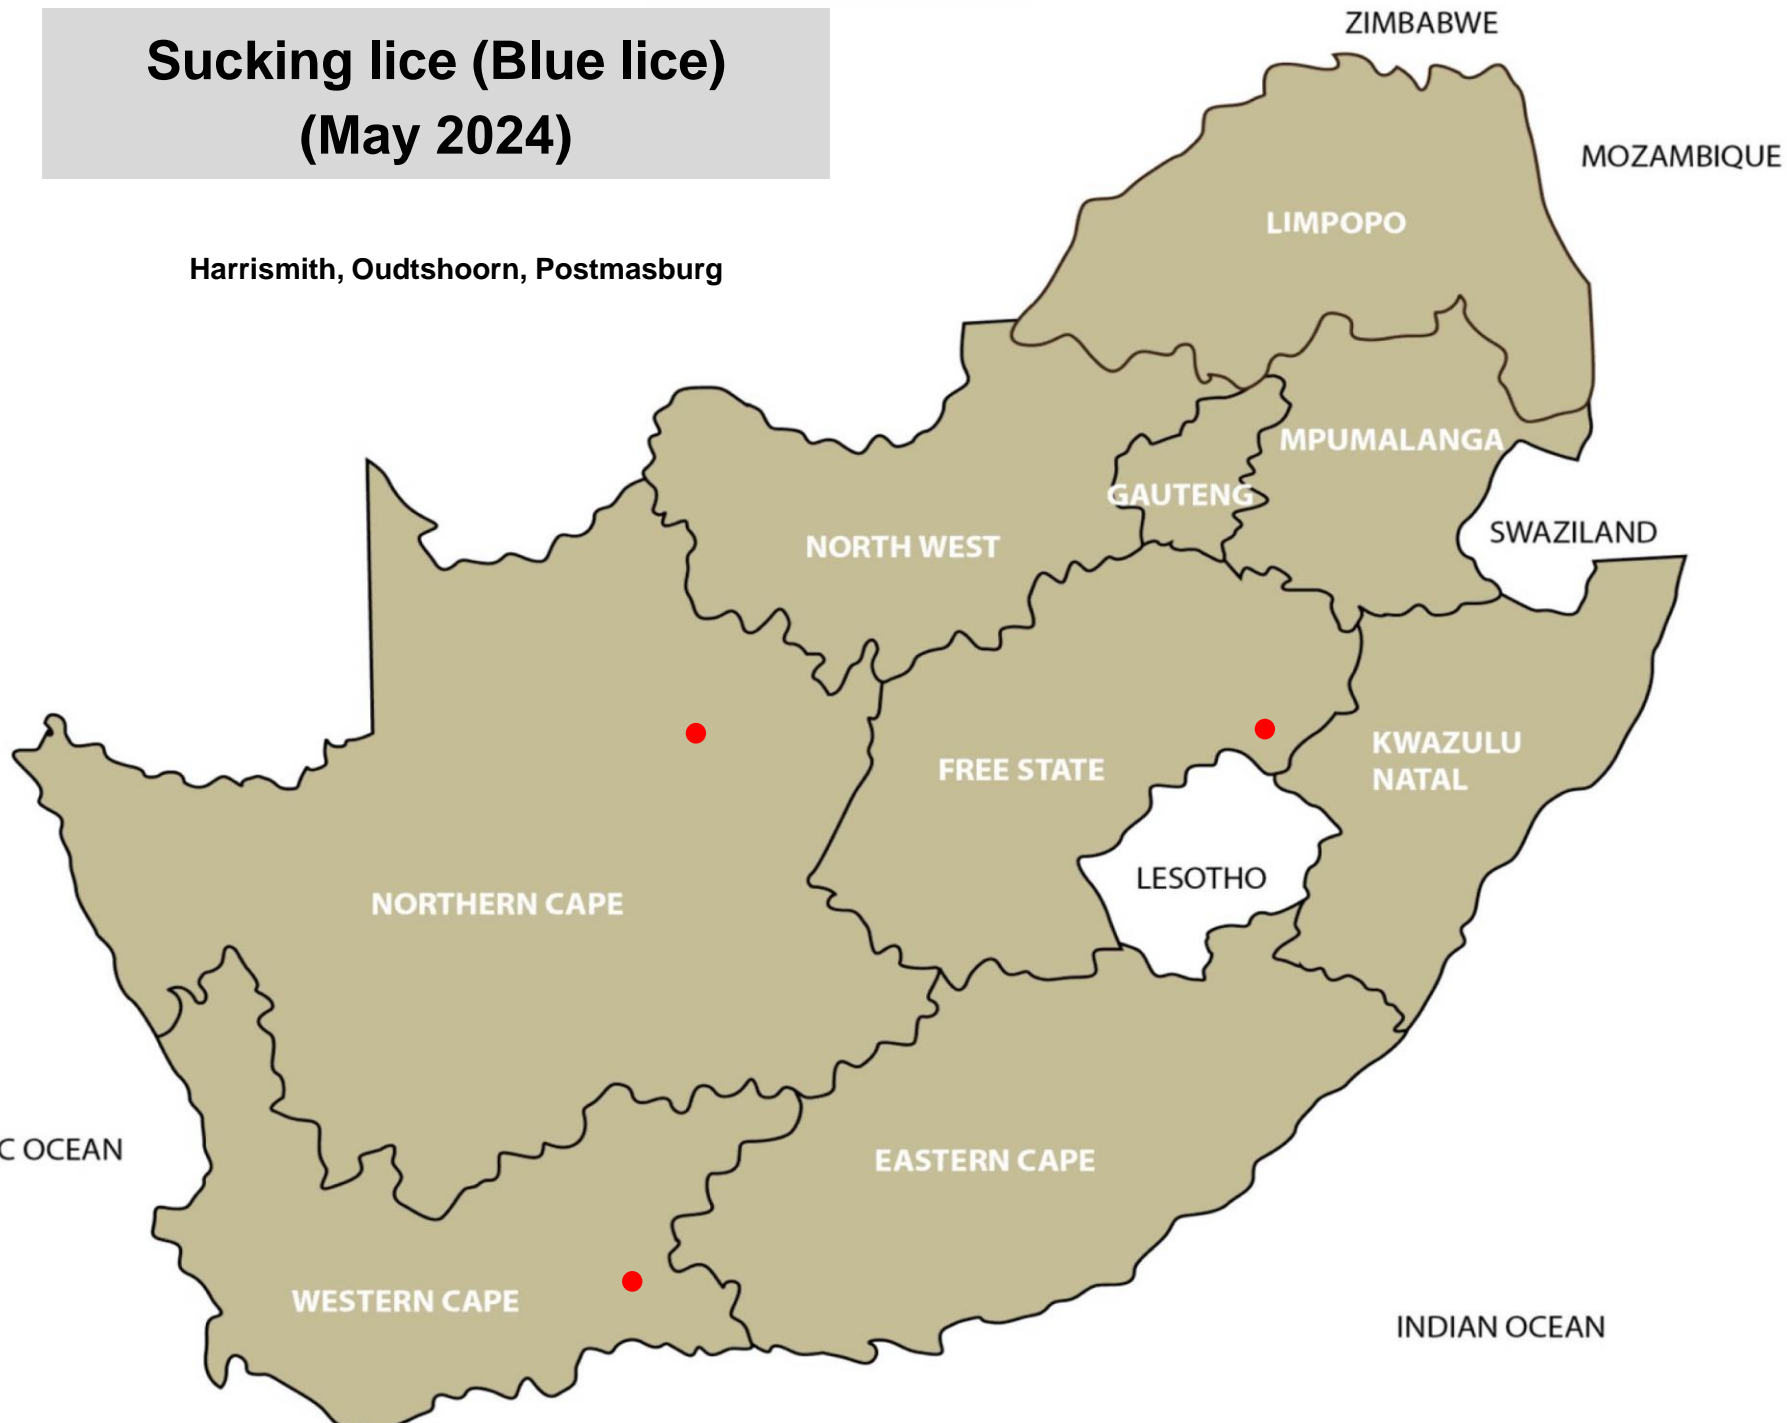 Sucking lice (Blue lice)
(May 2024)
Harrismith, Oudtshoorn, Postmasburg
ZIMBABWE
MOZAMBIQUE
LIMPOPO
MPUMALANGA
GAUTENG
NORTH WEST
SWAZILAND
KWAZULU
NATAL
FREE STATE
LESOTHO
NORTHERN CAPE
C OCEAN
EASTERN CAPE
WESTERN CAPE
INDIAN OCEAN